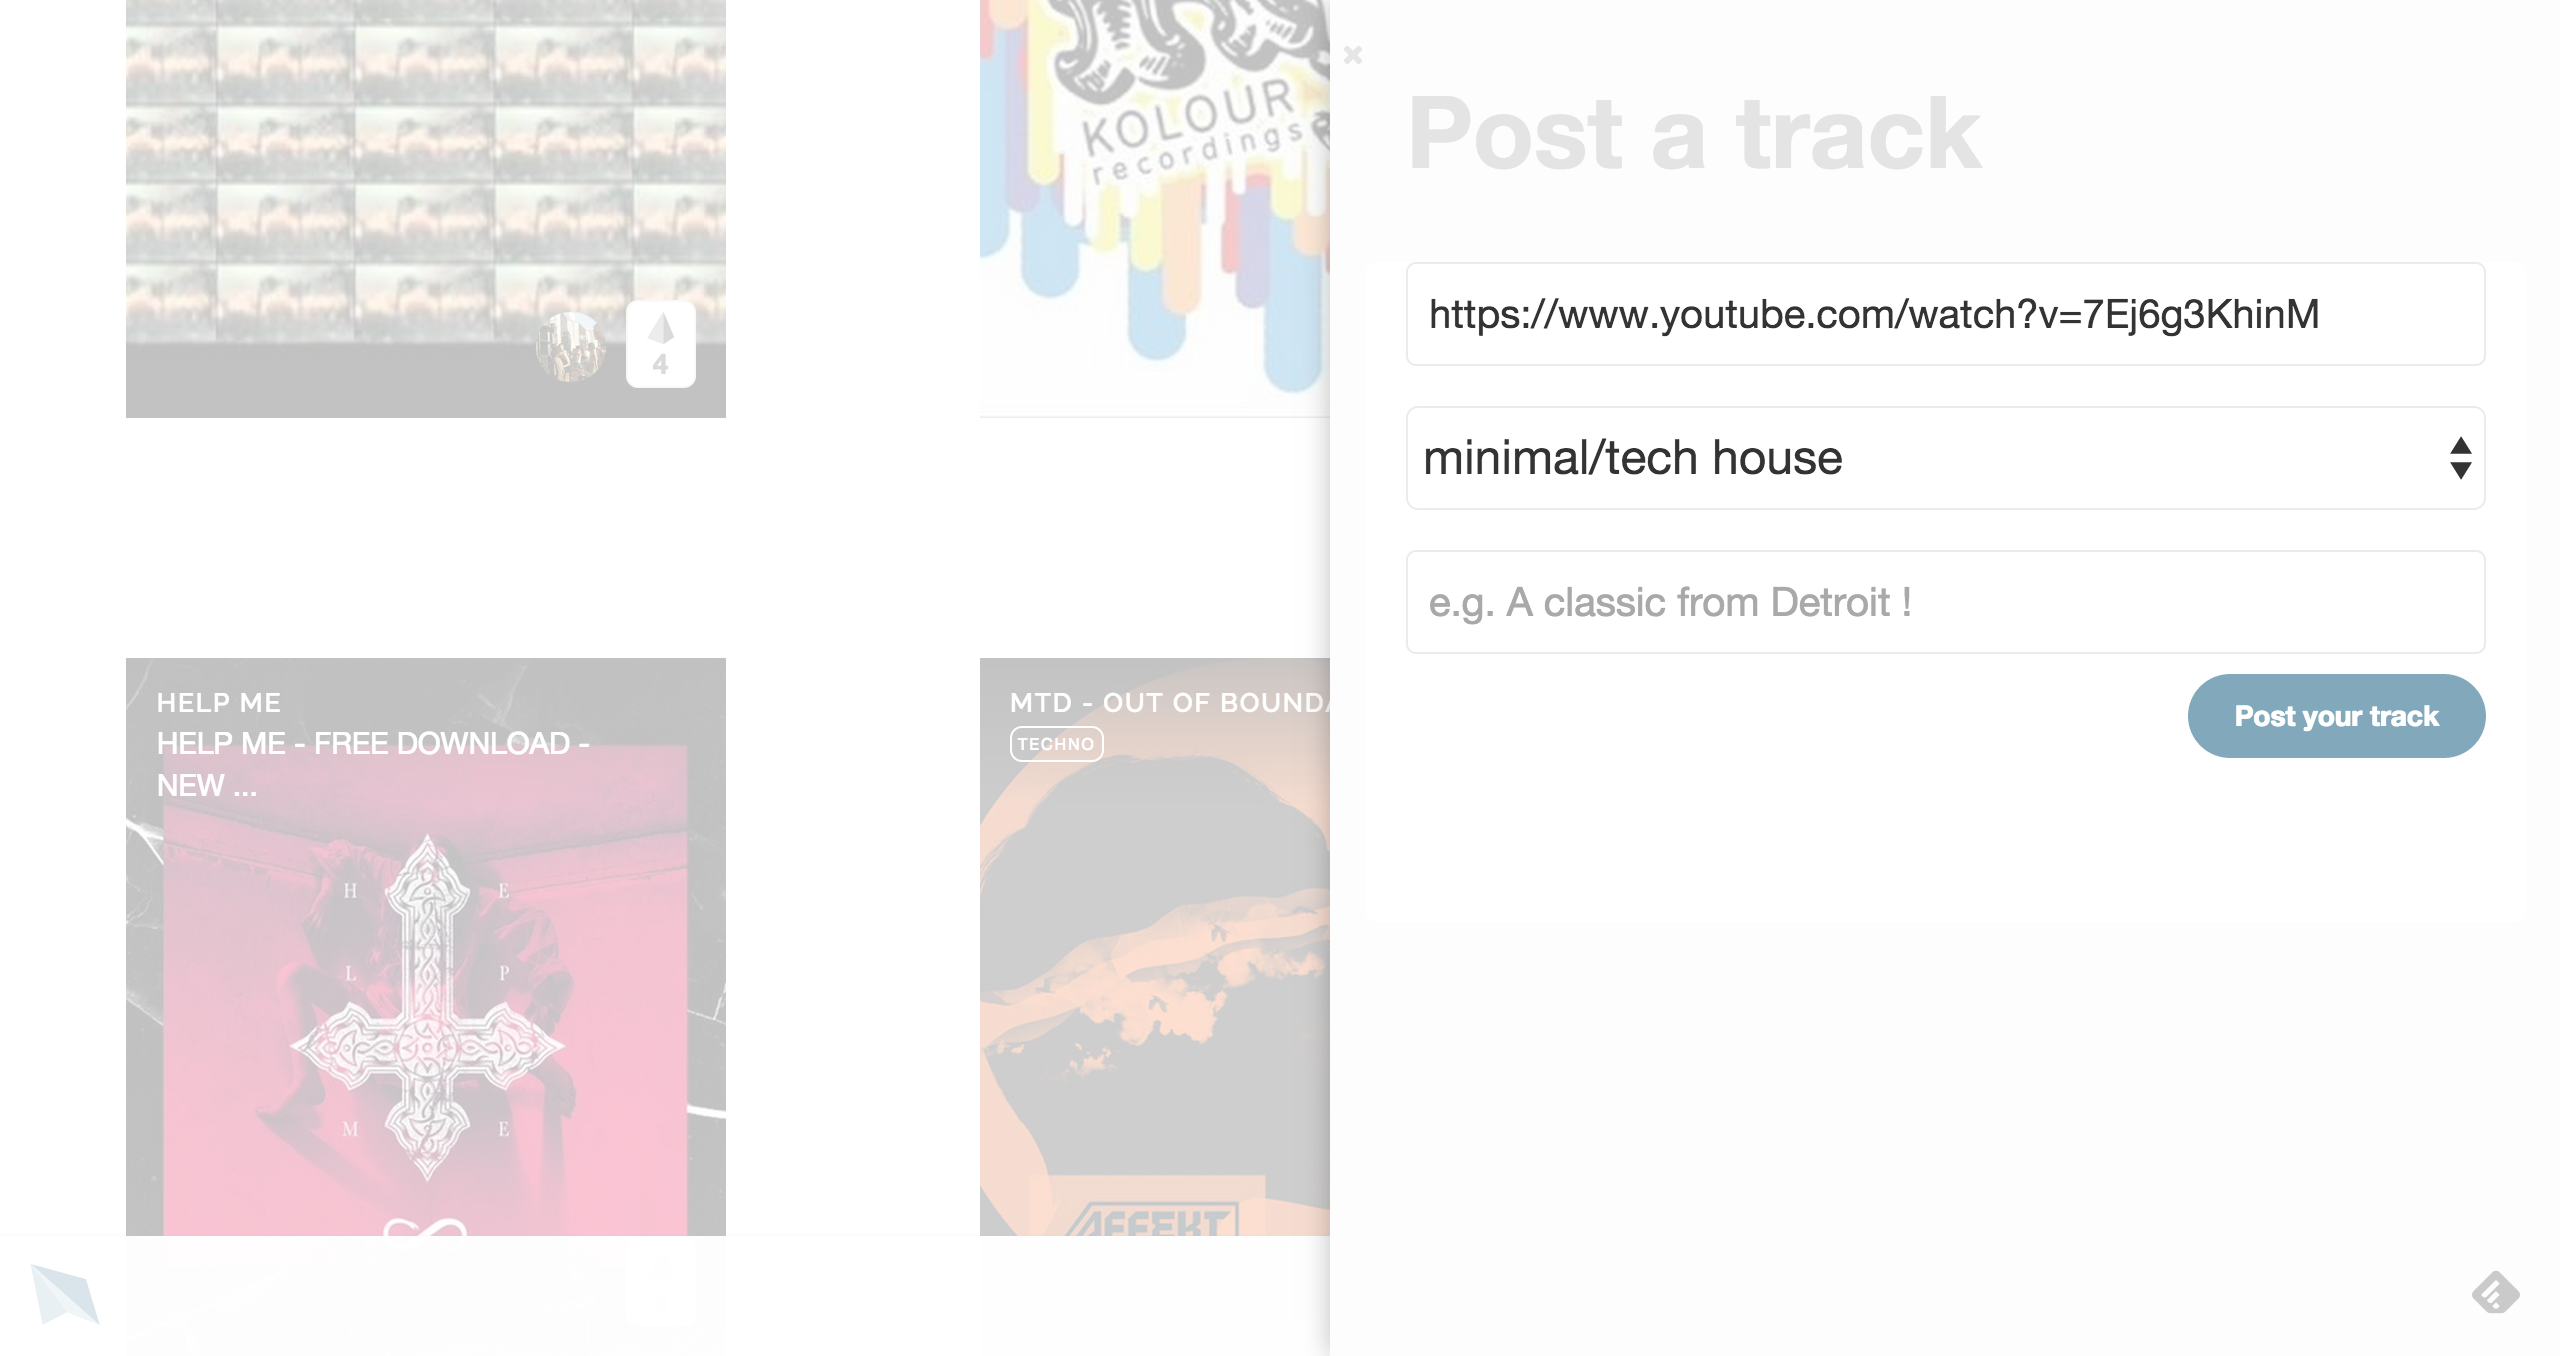 KOLOUR
recordings
4
HELP ME
HELP ME - FREE DOWNLOAD -
NEW ...
H E
L P
M E
MTD - OUT OF BOUNDA
TECHNO
AFFEKT
Post a track
https://www.youtube.com/watch?v=7Ej6g3KhinM
minimal/tech house
e.g. A classic from Detroit !
Post your track